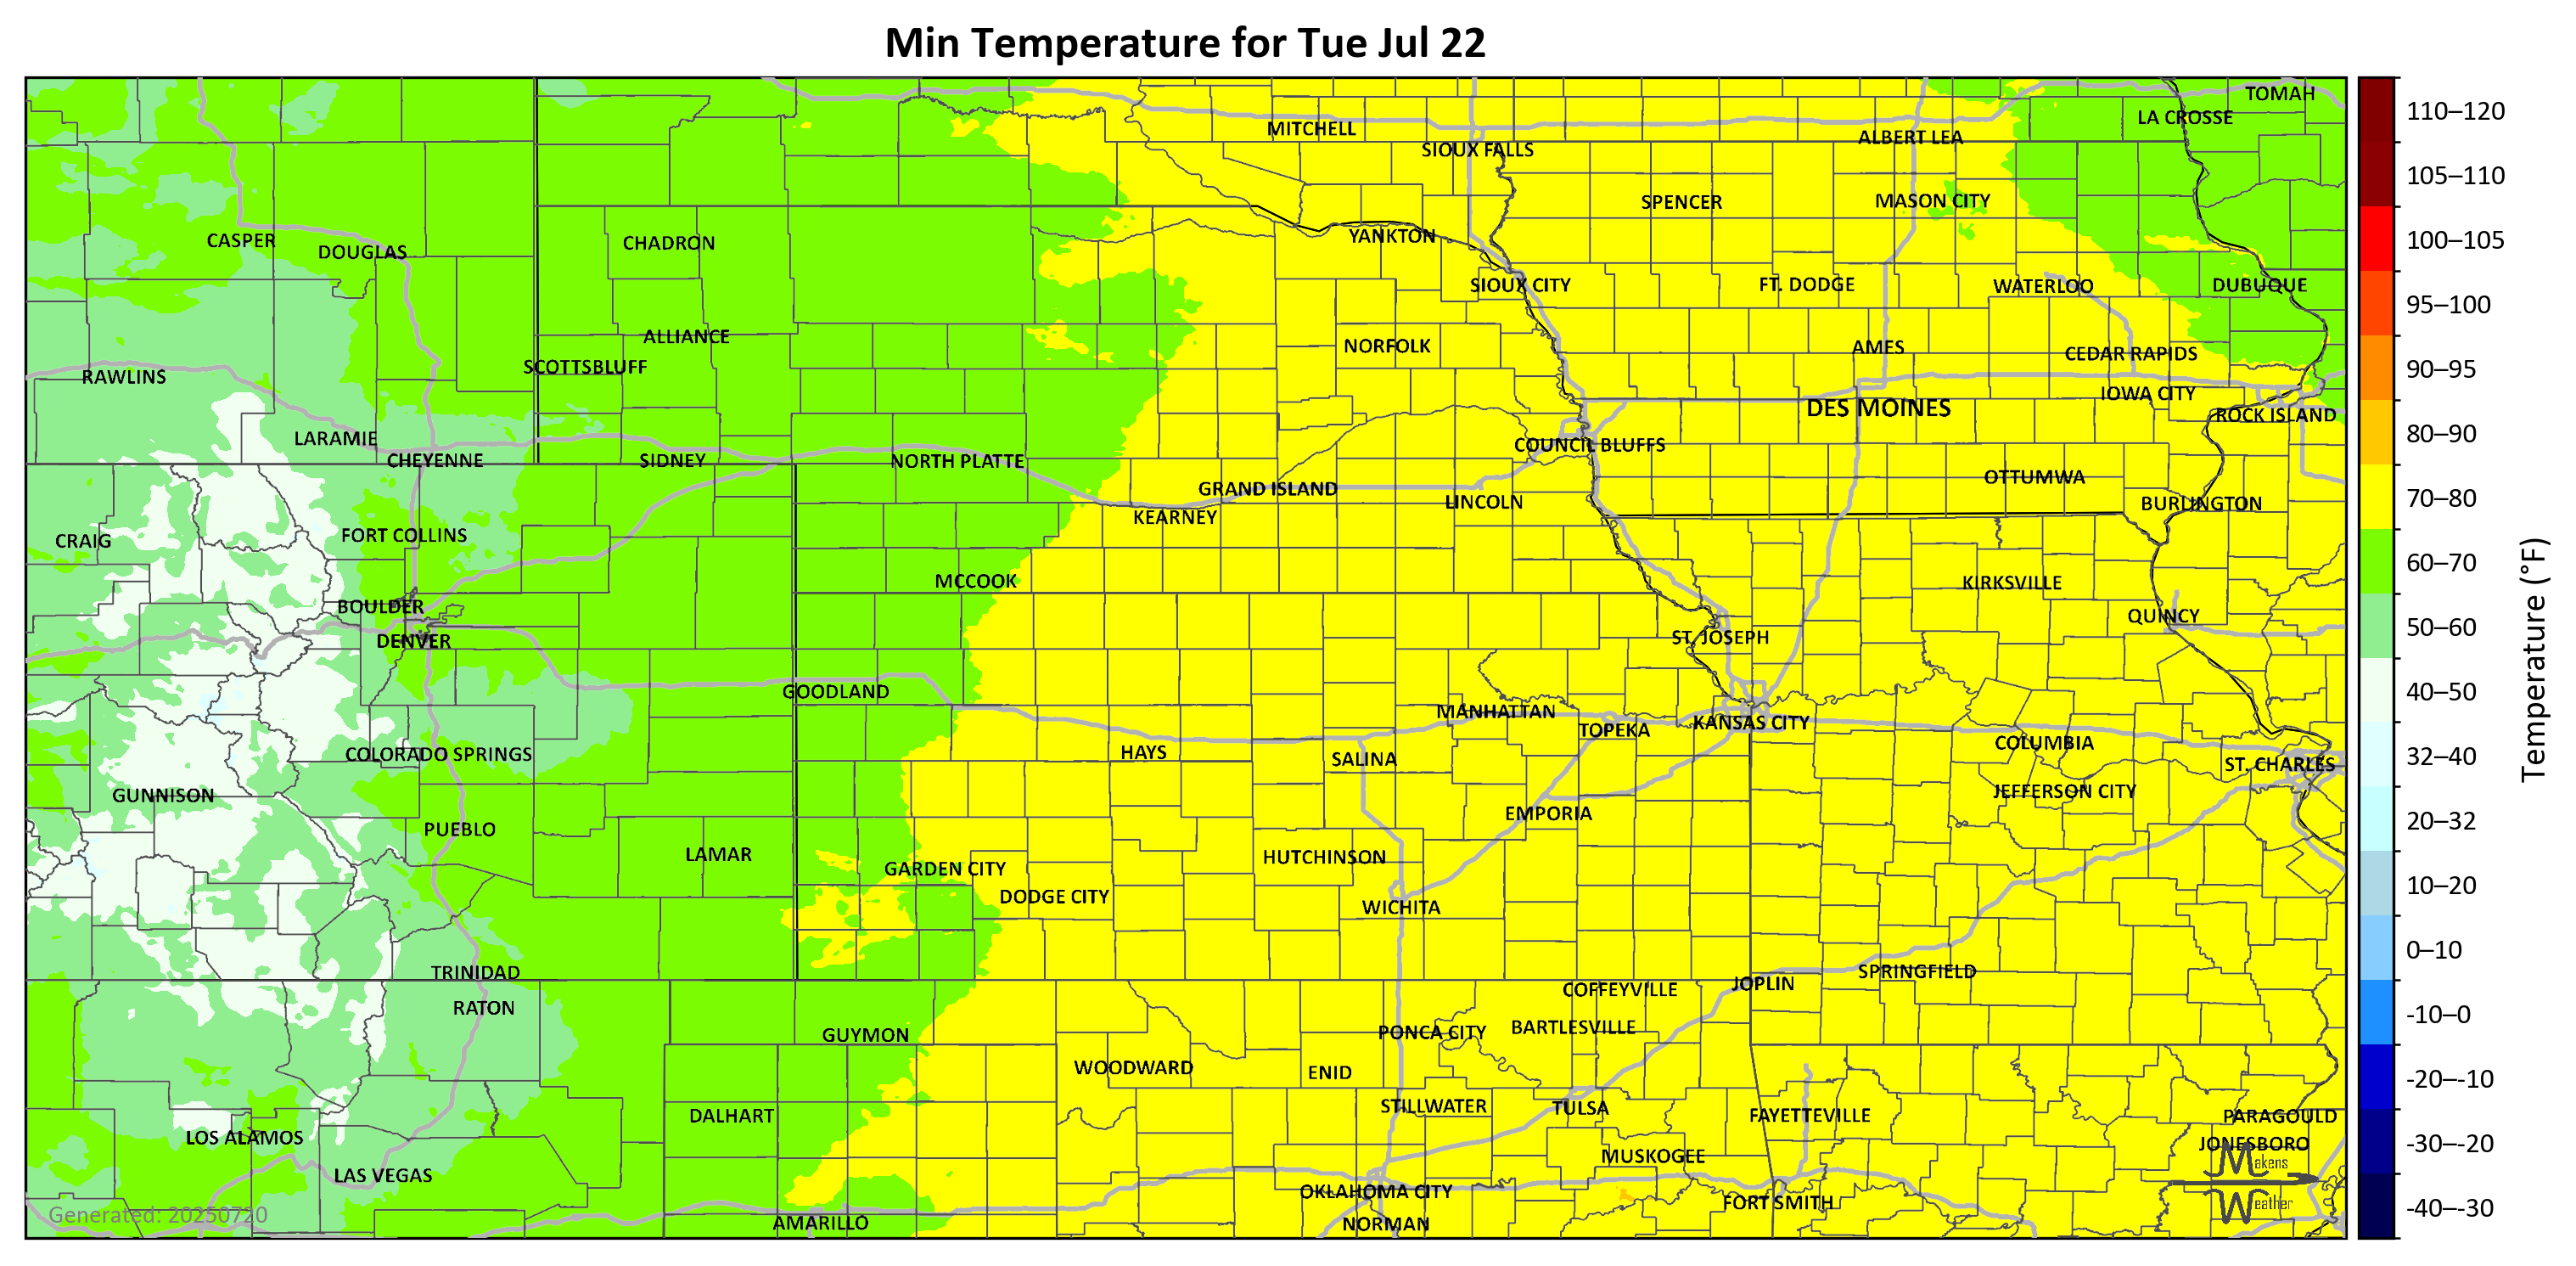 Min Temperature for Tue Jul 22
TOMAH
LA CROSSE
MITCHELL
ALBERT LEA
SIOUX FALLS
SPENCER
MASON CITY
CASPER
DOUGLAS
CHADRON
YANKTON
SIOUX CITY
FT. DODGE
WATERLOO
DUBUQUE
ALLIANCE
NORFOLK
AMES
CEDAR RAPIDS
SCOTTSBLUFF
RAWLINS
IOWA CITY
DES MOINES
ROCK ISLAND
LARAMIE
COUNCIL BLUFFS
CHEYENNE
SIDNEY
NORTH PLATTE
OTTUMWA
GRAND ISLAND
LINCOLN
BURLINGTON
KEARNEY
FORT COLLINS
CRAIG
MCCOOK
KIRKSVILLE
BOULDER
QUINCY
DENVER
ST. JOSEPH
GOODLAND
MANHATTAN
TOPEKA
KANSAS CITY
COLUMBIA
COLORADO SPRINGS
HAYS
SALINA
ST. CHARLES
GUNNISON
JEFFERSON CITY
EMPORIA
PUEBLO
LAMAR
HUTCHINSON
GARDEN CITY
DODGE CITY
WICHITA
TRINIDAD
SPRINGFIELD
JOPLIN
COFFEYVILLE
RATON
GUYMON
PONCA CITY
BARTLESVILLE
WOODWARD
ENID
DALHART
STILLWATER
TULSA
FAYETTEVILLE
PARAGOULD
LOS ALAMOS
JONESBORO
MUSKOGEE
LAS VEGAS
OKLAHOMA CITY
FORT SMITH
AMARILLO
NORMAN
Generated: 20250720
Makens
Weather
110–120
105–110
100–105
95–100
90–95
80–90
70–80
60–70
50–60
40–50
32–40
20–32
10–20
0–10
-10–0
-20–-10
-30–-20
-40–-30
Temperature (°F)